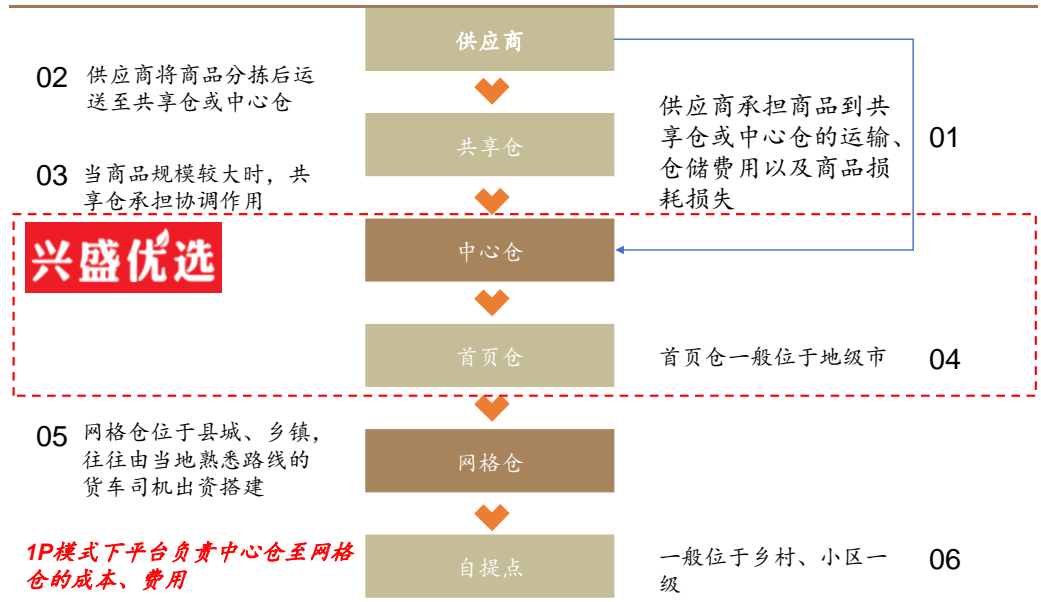 供应商
02
供应商将商品分拣后运
送至共享仓或中心仓
供应商承担商品到共
享仓或中心仓的运输、
仓储费用以及商品损
耗损失
01
共享仓
03
当商品规模较大时，共
享仓承担协调作用
兴盛优选
中心仓
首页仓
首页仓一般位于地级市
04
05
网格仓位于县城、乡镇，
往往由当地熟悉路线的
货车司机出资搭建
网格仓
1P模式下平台负责中心仓至网格
仓的成本、费用
自提点
一般位于乡村、小区一
级
06